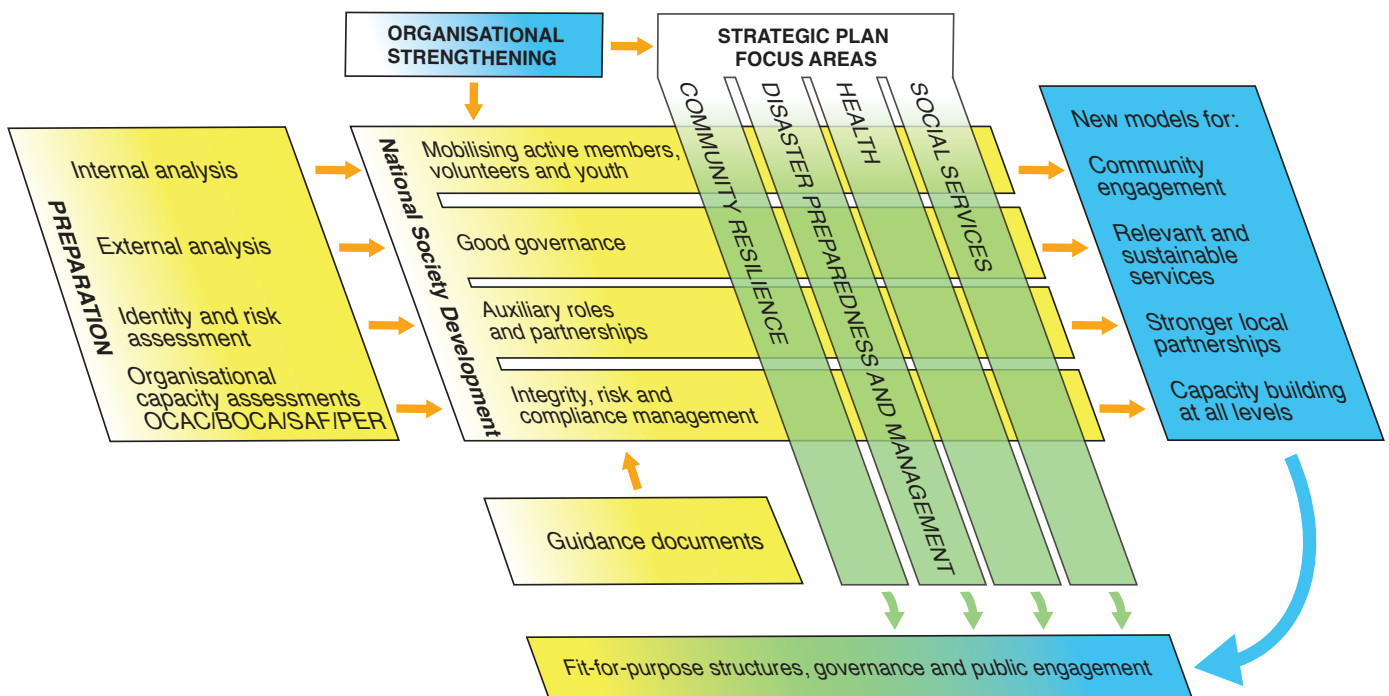 ORGANISATIONAL
STRENGTHENING
STRATEGIC PLAN
FOCUS AREAS
PREPARATION
Internal analysis
External analysis
Identity and risk
assessment
Organisational
capacity assessments
OCAC/BOCA/SAF/PER
National Society Development
Mobilising active members,
volunteers and youth
Good governance
Auxiliary roles
and partnerships
Integrity, risk and
compliance management
COMMUNITY RESILIENCE
DISASTER PREPAREDNESS AND MANAGEMENT
HEALTH
SOCIAL SERVICES
New models for:
Community
engagement
Relevant and
sustainable
services
Stronger local
partnerships
Capacity building
at all levels
Guidance documents
Fit-for-purpose structures, governance and public engagement